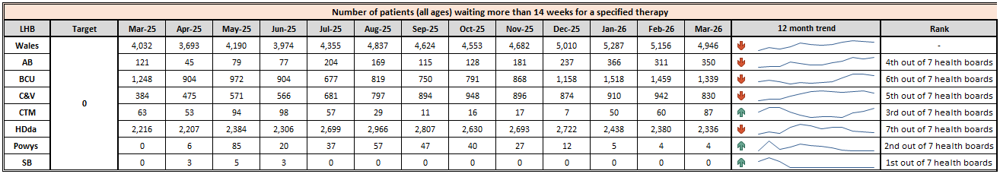 Number of patients (all ages) waiting more than 14 weeks for a specified therapy
LHB Target Mar-25 Apr-25 May-25 Jun-25 Jul-25 Aug-25 Sep-25 Oct-25 Nov-25 Dec-25 Jan-26 Feb-26 Mar-26 12 month trend Rank
Wales 4,032 3,693 4,190 3,974 4,355 4,837 4,624 4,553 4,682 5,010 5,287 5,156 4,946 -
AB 121 45 79 77 204 169 115 128 181 237 366 311 350 4th out of 7 health boards
BCU 1,248 904 972 904 677 819 750 791 868 1,158 1,518 1,459 1,339 6th out of 7 health boards
C&V 384 475 571 566 681 797 894 948 896 874 910 942 830 5th out of 7 health boards
CTM 0 63 53 94 98 57 29 11 16 17 7 50 60 87 3rd out of 7 health boards
HDda 2,216 2,207 2,384 2,306 2,699 2,966 2,807 2,630 2,693 2,722 2,438 2,380 2,336 7th out of 7 health boards
Powys 0 6 85 20 37 57 47 40 27 12 5 4 4 2nd out of 7 health boards
SB 0 3 5 3 0 0 0 0 0 0 0 0 0 1st out of 7 health boards